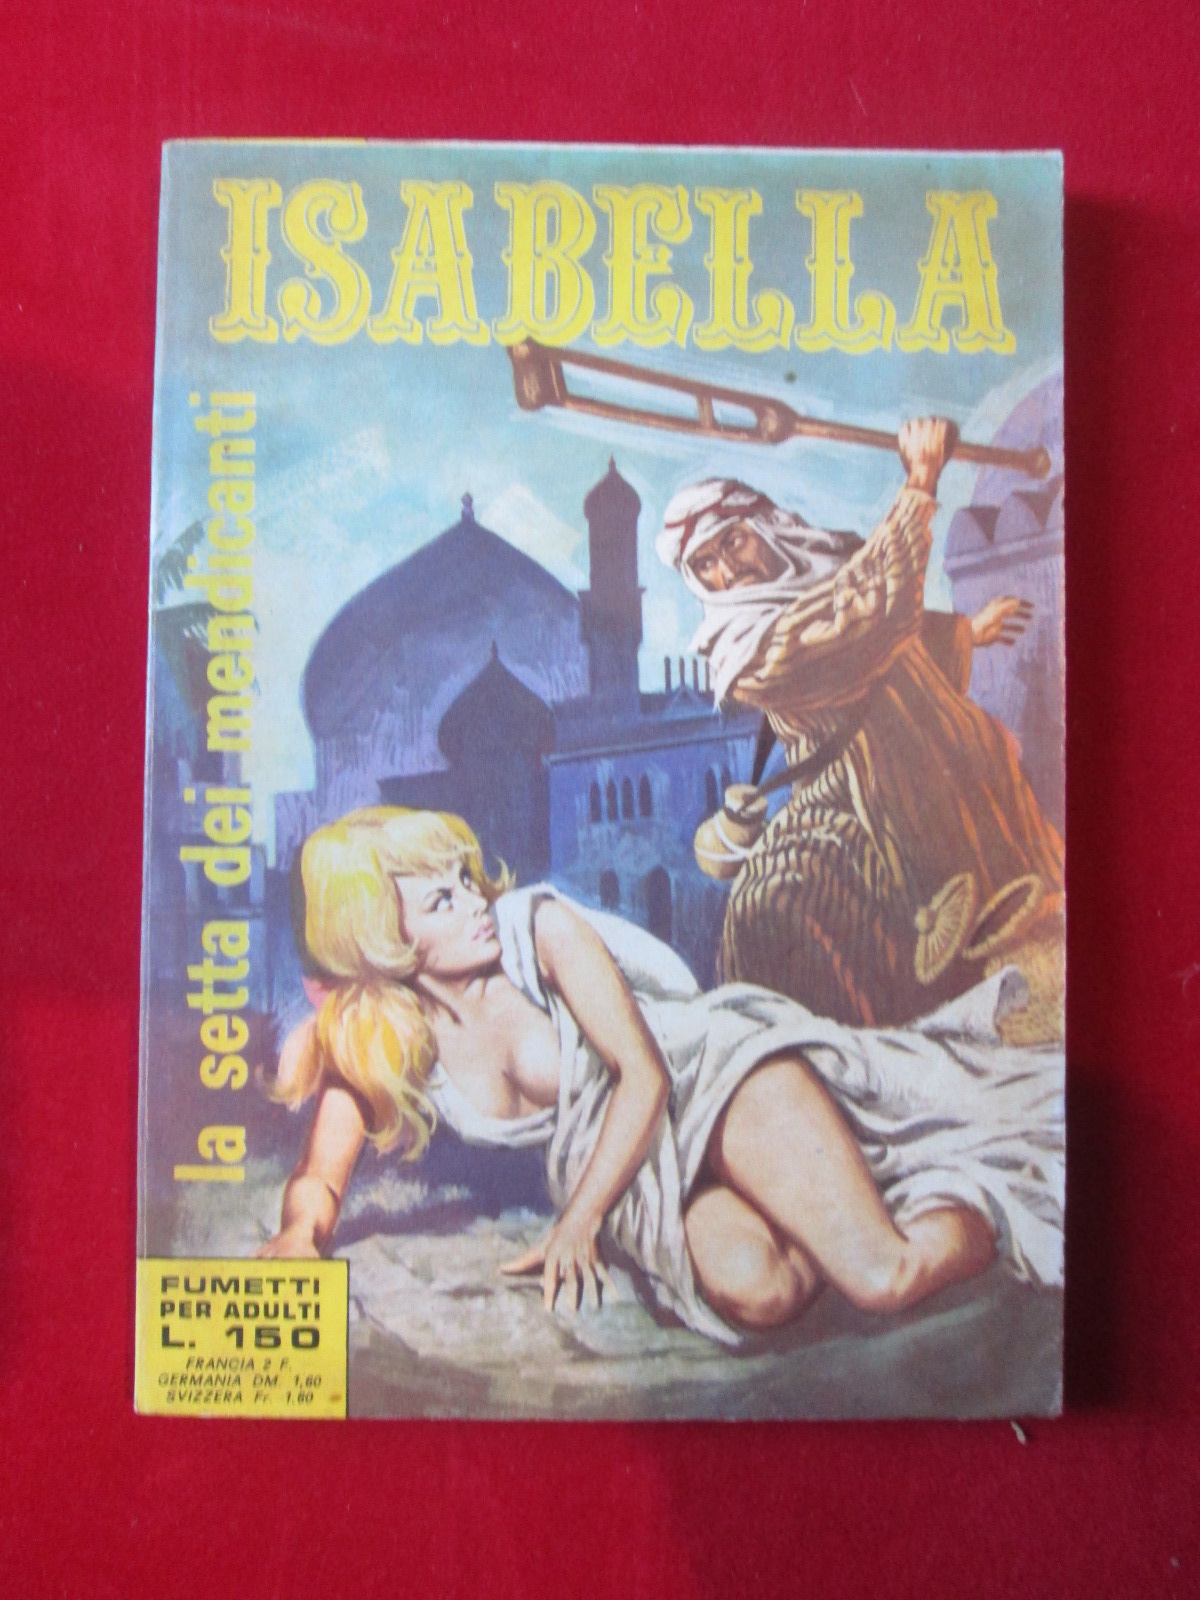 ISABELLA
la setta dei mendicanti
FUMETTI
PER ADULTI
L. 150
FRANCIA 2 F.
GERMANIA DM. 1,60
SVIZZERA Fr. 1.60